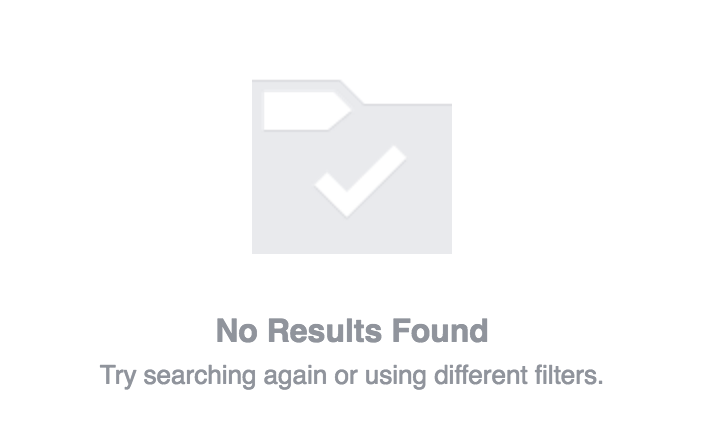 No Results Found
Try searching again or using different filters.